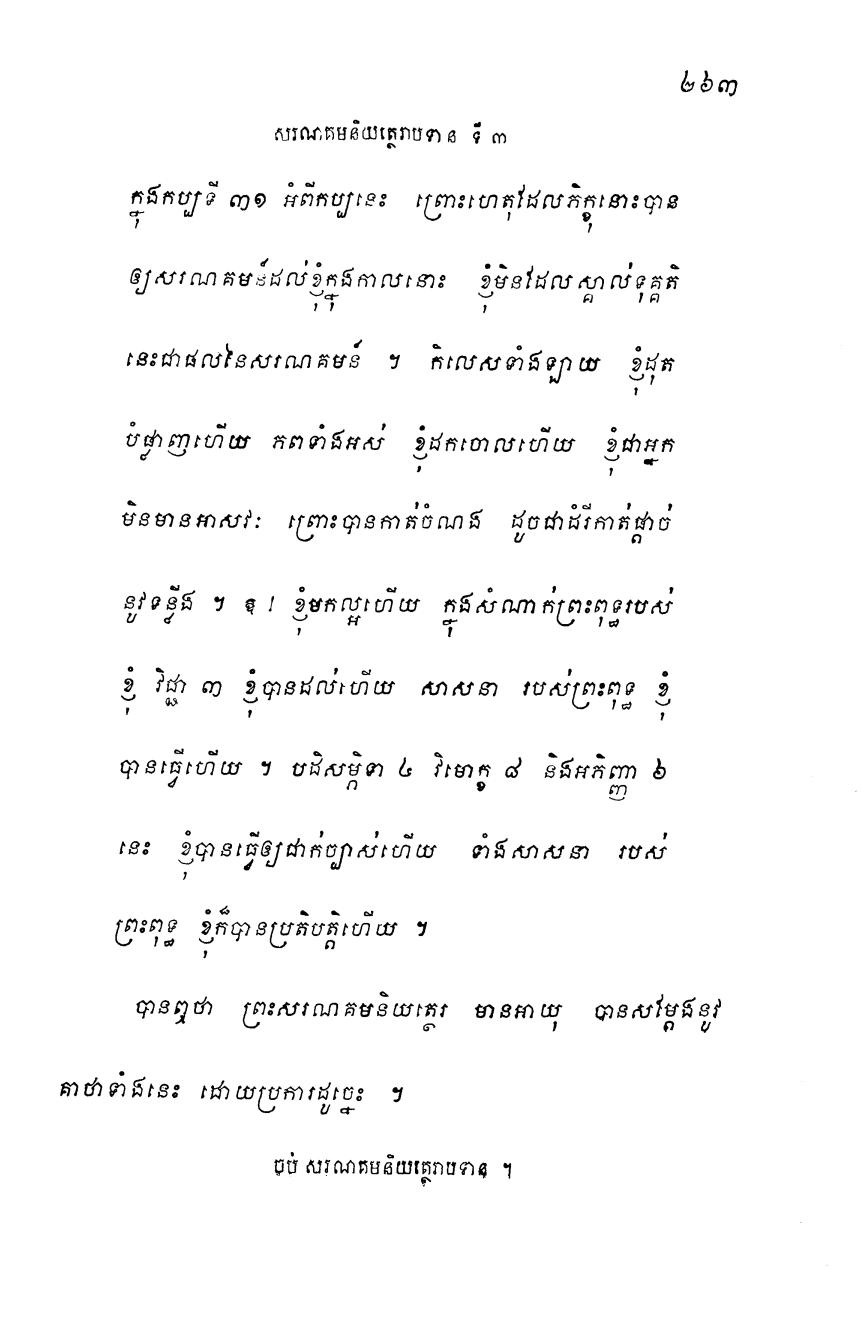 ២៦៣
សរណគមនិយត្ថេរាបទាន ទី ៣
ក្នុងកប្បទី ៣១ អំពីកប្បនេះ ព្រោះហេតុដែលភិក្ខុនោះបាន
ឲ្យសរណគមន៍ដល់ខ្ញុំក្នុងកាលនោះ ខ្ញុំមិនដែលស្គាល់ទុគ្គតិ
នេះជាផលនៃសរណគមន៍ ។ កិលេសទាំងឡាយ ខ្ញុំដុត
បំផ្លាញហើយ ភពទាំងអស់ ខ្ញុំដកចោលហើយ ខ្ញុំជាអ្នក
មិនមានអាសវៈ ព្រោះបានកាត់ចំណង ដូចជាដំរីកាត់ផ្តាច់
នូវទន្លីង ។ ឱ ! ខ្ញុំមកល្អហើយ ក្នុងសំណាក់ព្រះពុទ្ធរបស់
ខ្ញុំ វិជ្ជា ៣ ខ្ញុំបានដល់ហើយ សាសនា របស់ព្រះពុទ្ធ ខ្ញុំ
បានធ្វើហើយ ។ បដិសម្ភិទា ៤ វិមោក្ខ ៨ និងអភិញ្ញា ៦
នេះ ខ្ញុំបានធ្វើឲ្យជាក់ច្បាស់ហើយ ទាំងសាសនា របស់
ព្រះពុទ្ធ ខ្ញុំក៏បានប្រតិបត្តិហើយ ។
បានឮថា ព្រះសរណគមនិយត្ថេរ មានអាយុ បានសម្តែងនូវ
គាថាទាំងនេះ ដោយប្រការដូច្នេះ ។
ចប់ សរណគមនិយត្ថេរាបទាន ។